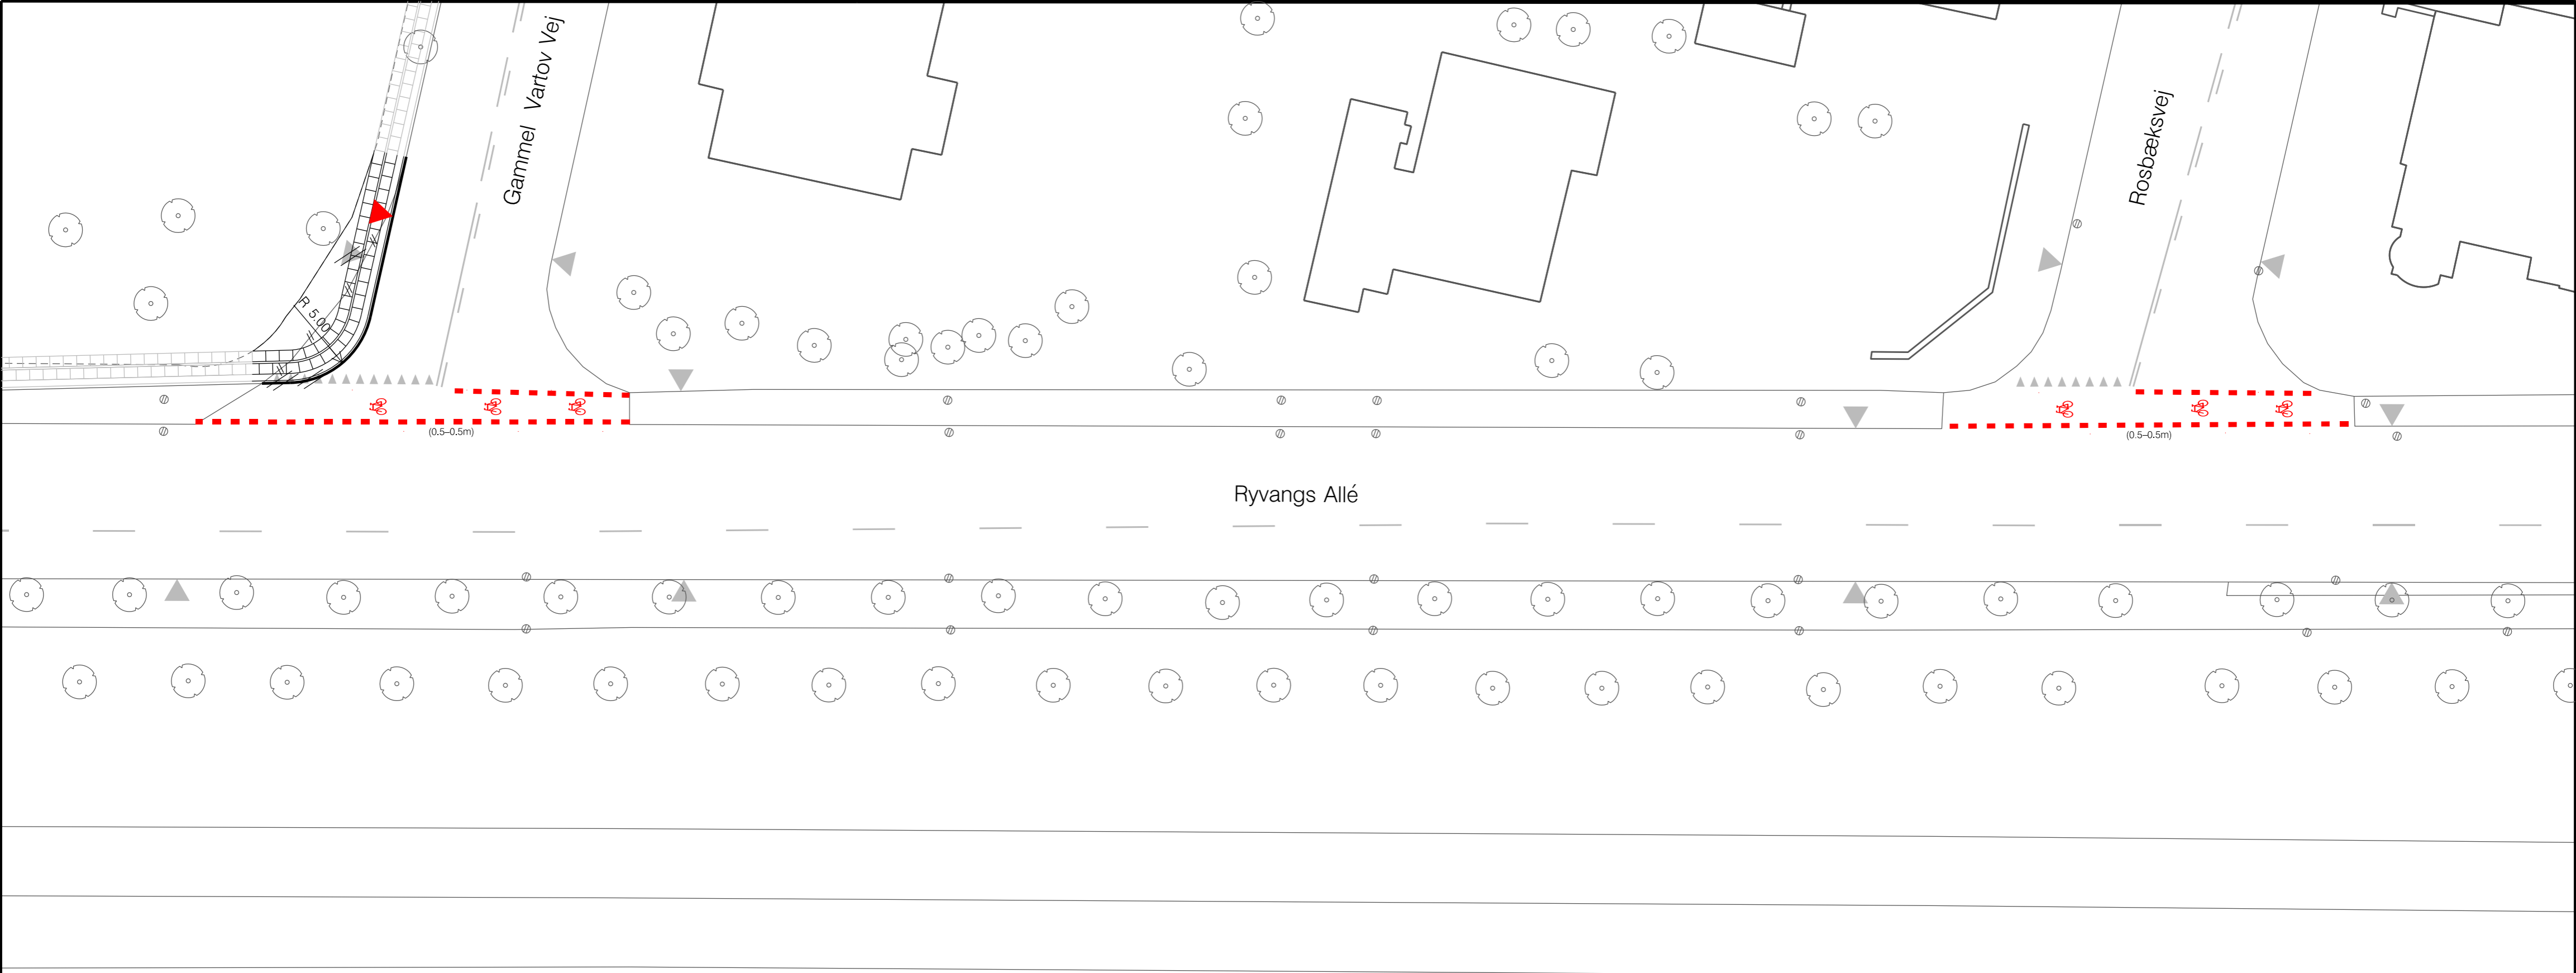 Gammel Vartov Vej
Rosbæksvej
R 5.00
(0.5–0.5m)
(0.5–0.5m)
Ryvangs Allé